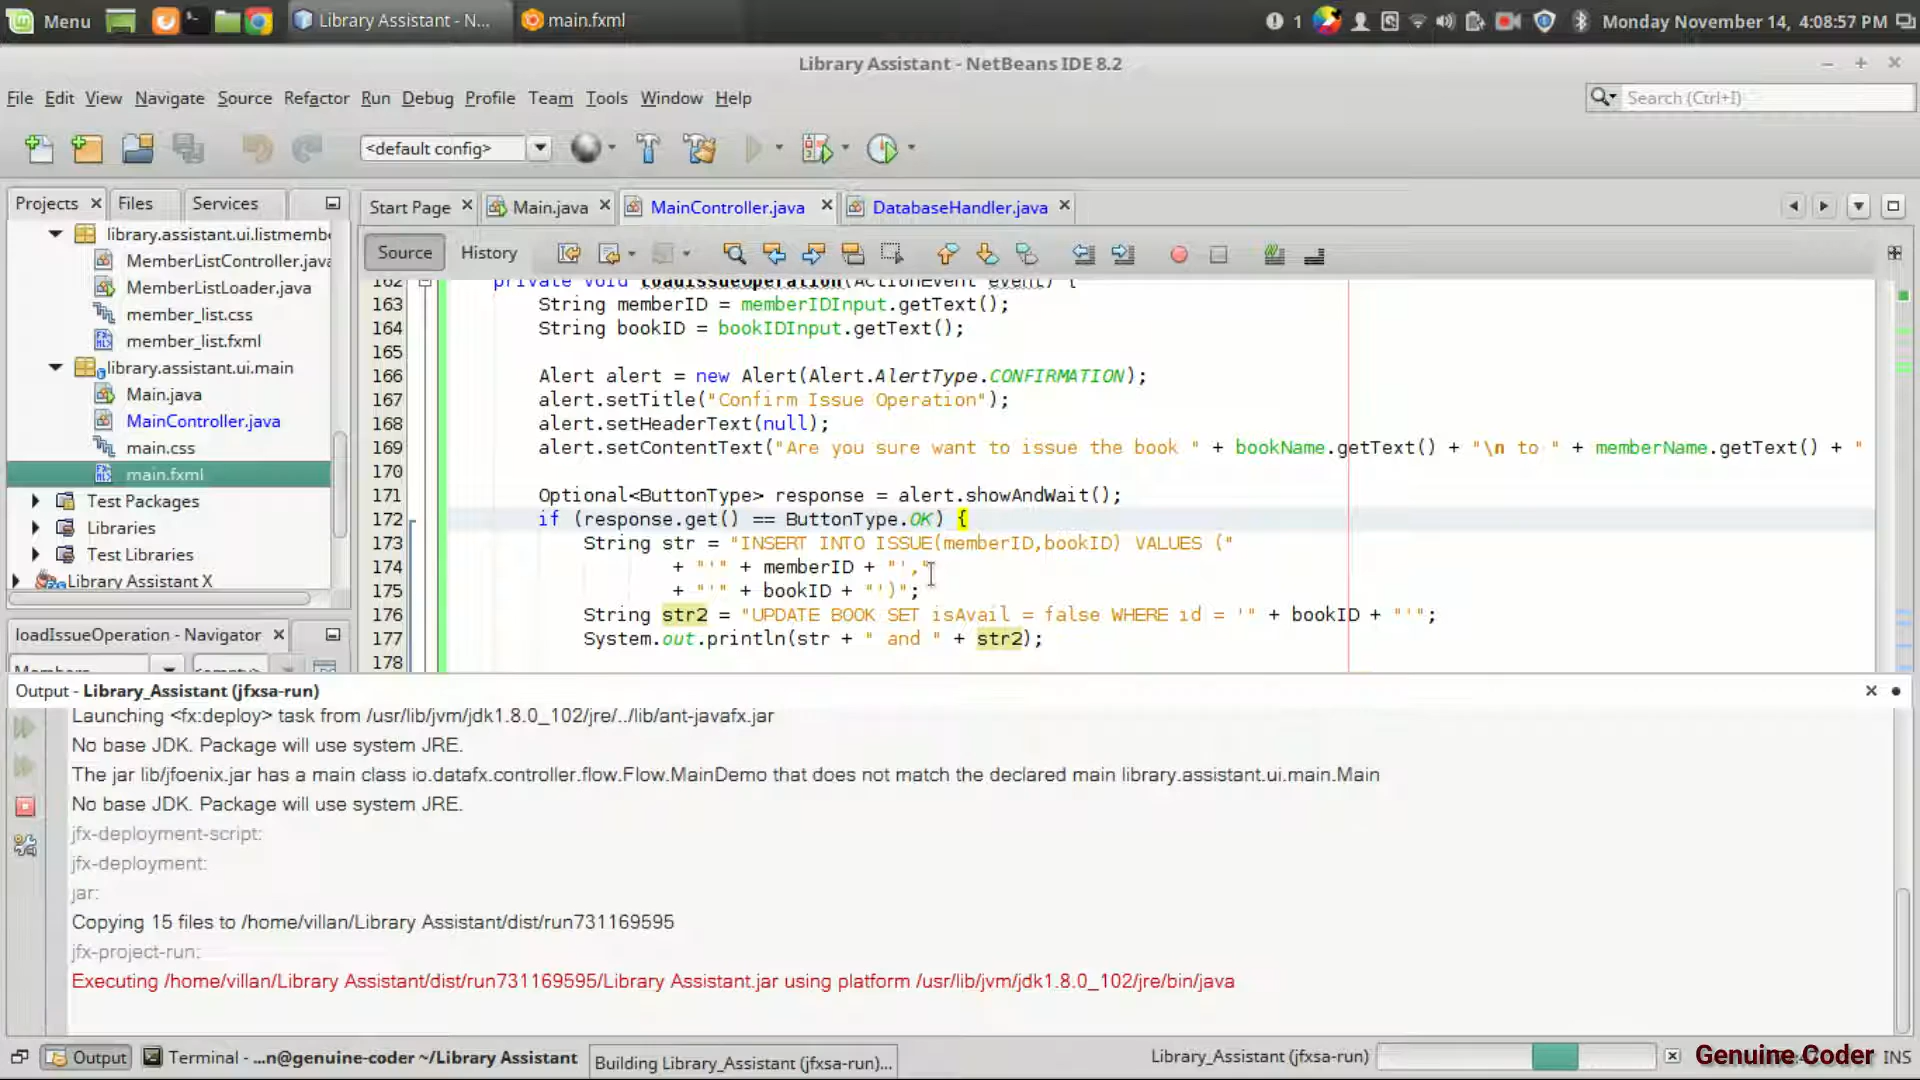 Menu
Library Assistant - N...
main.fxml
1
Monday November 14, 4:08:57 PM
Library Assistant - NetBeans IDE 8.2
File Edit View Navigate Source Refactor Run Debug Profile Team Tools Window Help
Search (Ctrl+I)
<default config>
Projects Files Services
Start Page Main.java MainController.java DatabaseHandler.java
Source History
library.assistant.ui.listmemb
MemberListController.java
MemberListLoader.java
member_list.css
member_list.fxml
library.assistant.ui.main
Main.java
MainController.java
main.css
main.fxml
Test Packages
Libraries
Test Libraries
Library Assistant X
loadIssueOperation - Navigator
Members <empty>
162 private void loadIssueOperation(ActionEvent event) {
163 String memberID = memberIDInput.getText();
164 String bookID = bookIDInput.getText();
165
166 Alert alert = new Alert(Alert.AlertType.CONFIRMATION);
167 alert.setTitle("Confirm Issue Operation");
168 alert.setHeaderText(null);
169 alert.setContentText("Are you sure want to issue the book " + bookName.getText() + "\n to " + memberName.getText() + "
170
171 Optional<ButtonType> response = alert.showAndWait();
172 if (response.get() == ButtonType.OK) {
173 String str = "INSERT INTO ISSUE(memberID,bookID) VALUES ("
174 + "'" + memberID + "',"
175 + "'" + bookID + "')";
176 String str2 = "UPDATE BOOK SET isAvail = false WHERE id = '" + bookID + "'";
177 System.out.println(str + " and " + str2);
178
Output - Library_Assistant (jfxsa-run)
Launching <fx:deploy> task from /usr/lib/jvm/jdk1.8.0_102/jre/../lib/ant-javafx.jar
No base JDK. Package will use system JRE.
The jar lib/jfoenix.jar has a main class io.datafx.controller.flow.Flow.MainDemo that does not match the declared main library.assistant.ui.main.Main
No base JDK. Package will use system JRE.
jfx-deployment-script:
jfx-deployment:
jar:
Copying 15 files to /home/villan/Library Assistant/dist/run731169595
jfx-project-run:
Executing /home/villan/Library Assistant/dist/run731169595/Library Assistant.jar using platform /usr/lib/jvm/jdk1.8.0_102/jre/bin/java
Output
Terminal - ...n@genuine-coder ~/Library Assistant
Building Library_Assistant (jfxsa-run)...
Library_Assistant (jfxsa-run)
Genuine Coder
INS